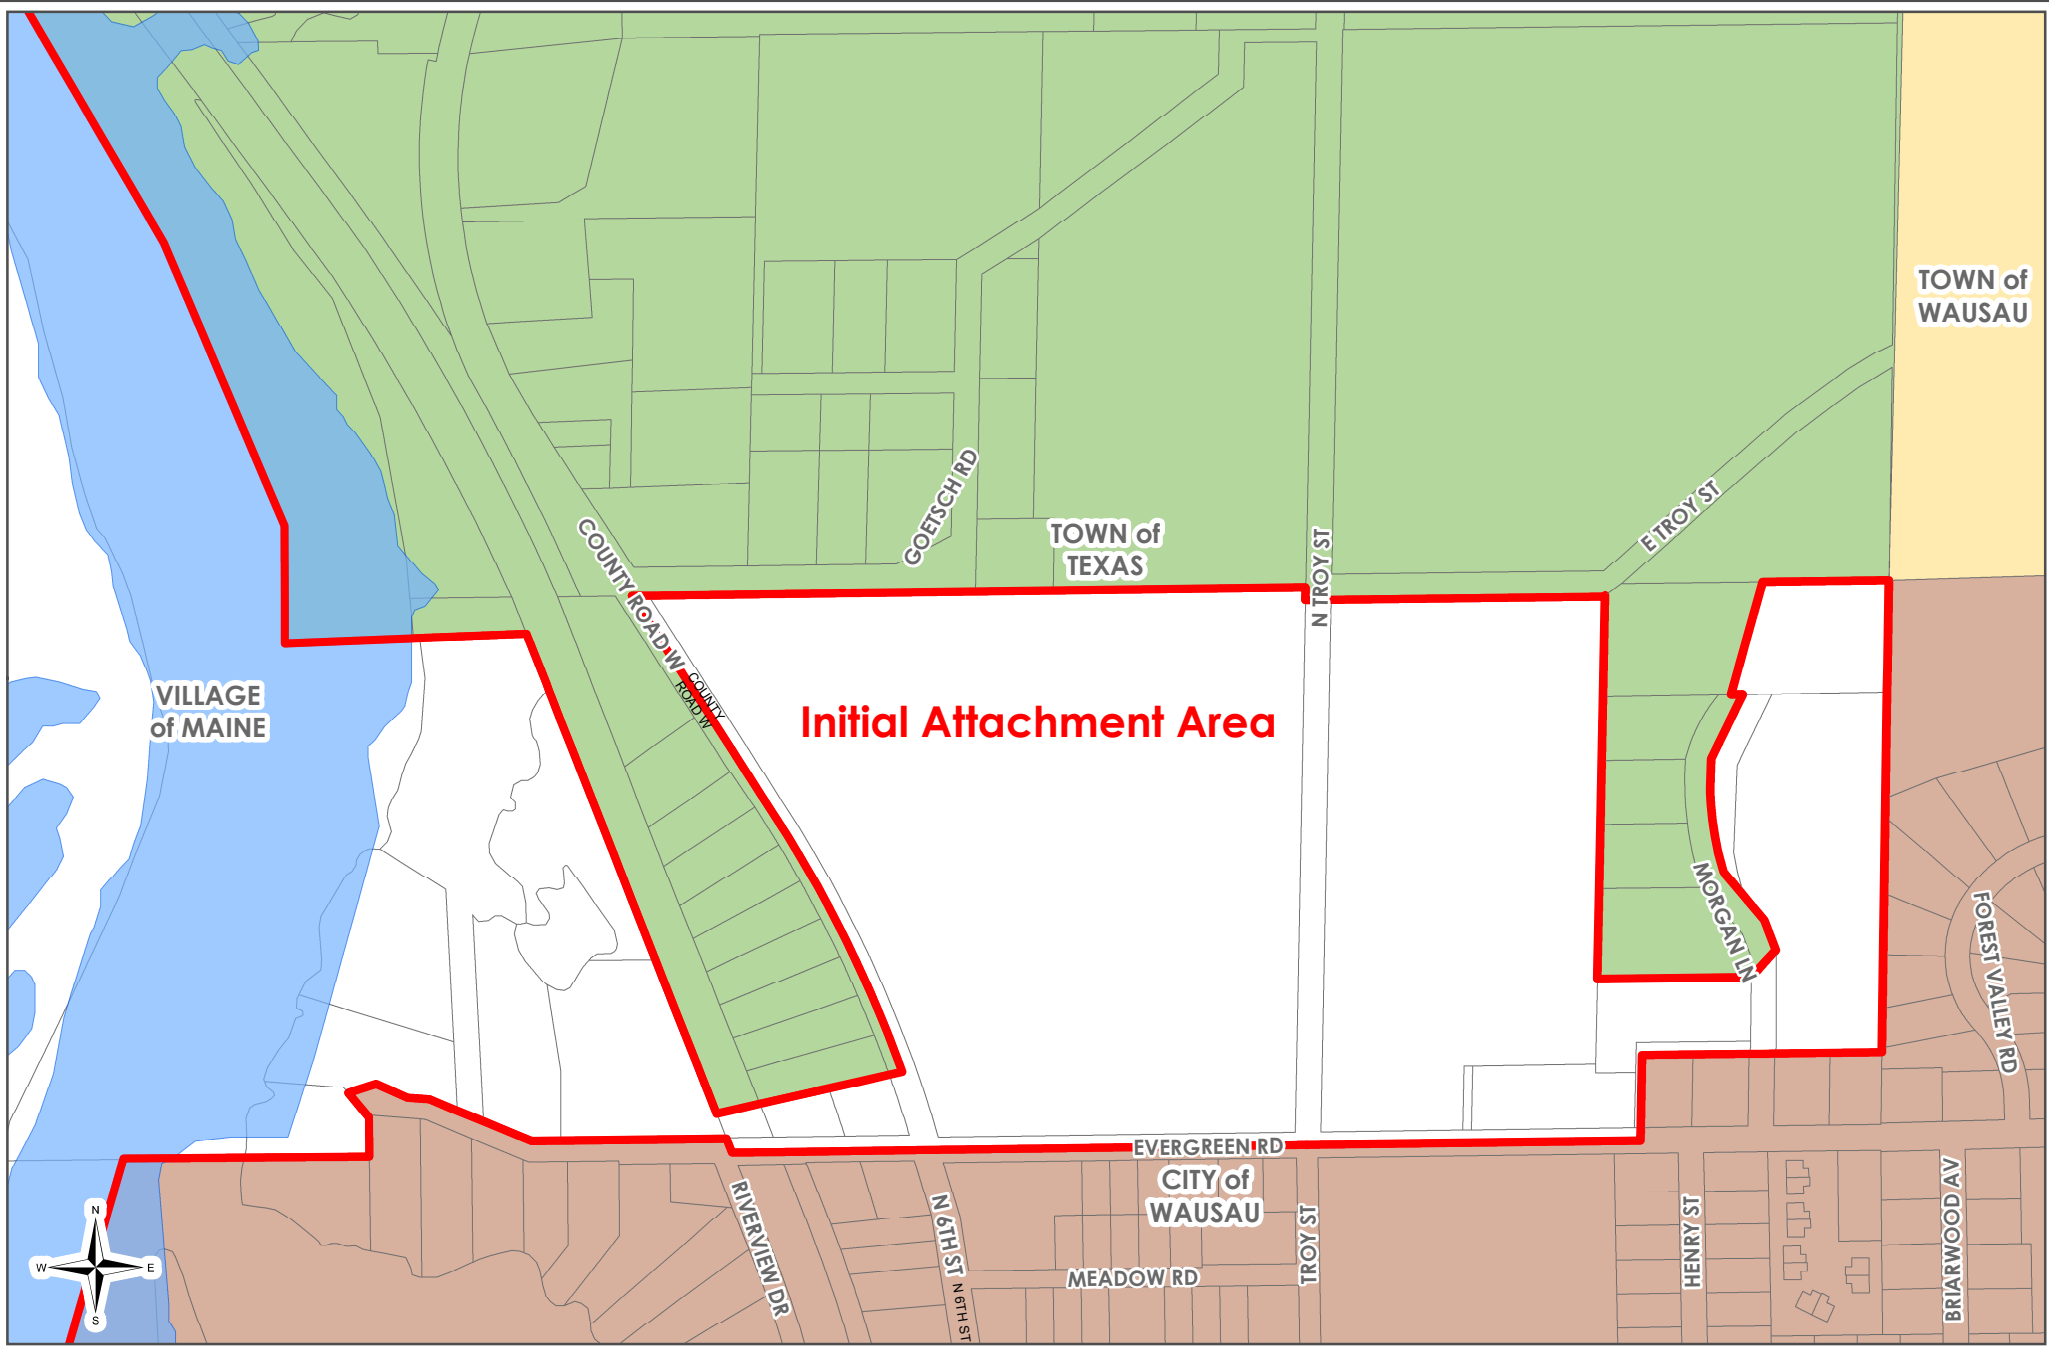 TOWN of
WAUSAU
GOETSCH RD
COUNTY ROAD W
TOWN of
TEXAS
N TROY ST
E TROY ST
COUNTY
ROAD W
VILLAGE
of MAINE
Initial Attachment Area
MORGAN LN
FOREST VALLEY RD
EVERGREEN RD
CITY of
WAUSAU
RIVERVIEW DR
N 6TH ST
N 6TH ST
MEADOW RD
TROY ST
HENRY ST
BRIARWOOD AV
N
W
E
S